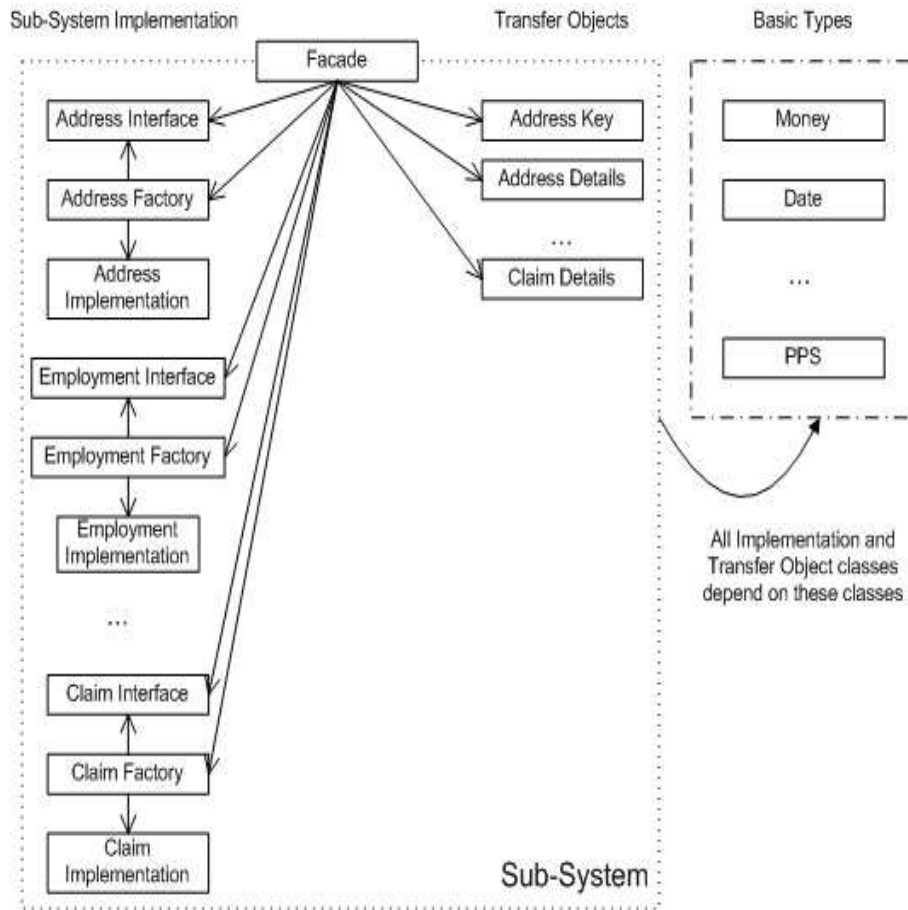 Sub-System Implementation
Transfer Objects
Basic Types
Facade
Address Interface
Address Factory
Address
Implementation
Employment Interface
Employment Factory
Employment
Implementation
...
Claim Interface
Claim Factory
Claim
Implementation
Address Key
Address Details
...
Claim Details
Money
Date
...
PPS
All Implementation and
Transfer Object classes
depend on these classes
Sub-System